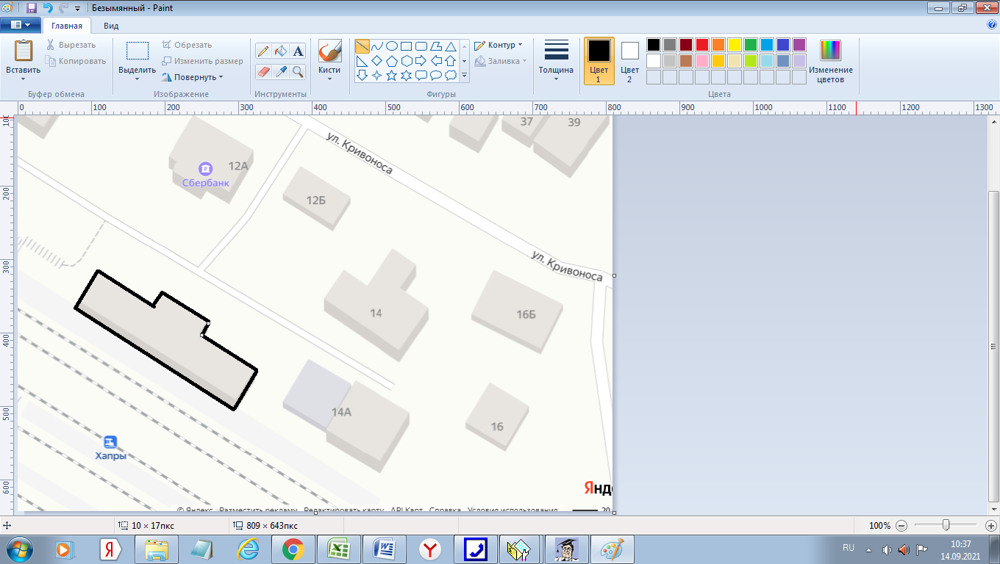 Безымянный - Paint
Главная Вид
Вставить
Вырезать
Копировать
Буфер обмена
Выделить
Обрезать
Изменить размер
Повернуть
Изображение
Инструменты
Кисти
Контур
Заливка
Фигуры
Толщина
Цвет 1
Цвет 2
Изменение цветов
Цвета
0 100 200 300 400 500 600 700 800 900 1000 1100 1200 1300
100
200
300
400
500
600
37 39
ул. Кривоноса
12А
Сбербанк
12Б
ул. Кривоноса
14
16Б
14А
16
Хапры
Янде
© Яндекс Разместить рекламу Редактировать карту API Карт Справка Условия использования 20
10 × 17пкс
809 × 643пкс
100%
RU
10:37
14.09.2021